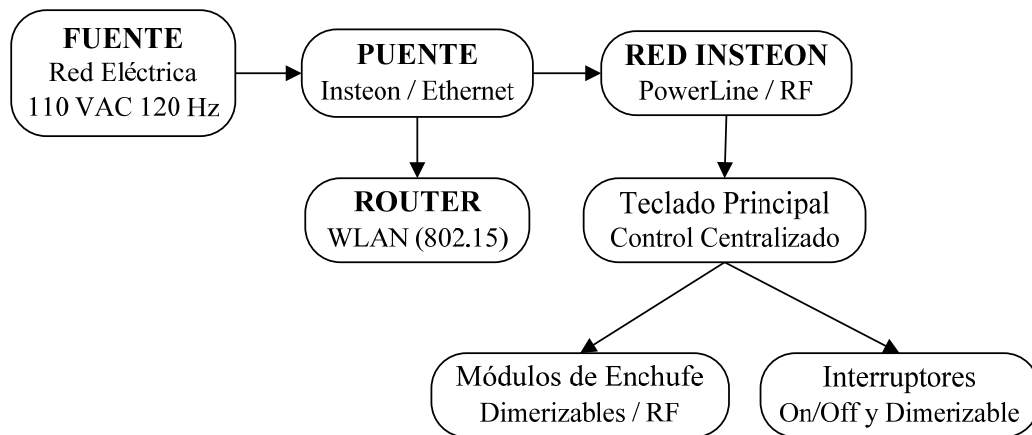 FUENTE
Red Eléctrica
110 VAC 120 Hz
PUENTE
Insteon / Ethernet
RED INSTEON
PowerLine / RF
ROUTER
WLAN (802.15)
Teclado Principal
Control Centralizado
Módulos de Enchufe
Dimerizables / RF
Interruptores
On/Off y Dimerizable